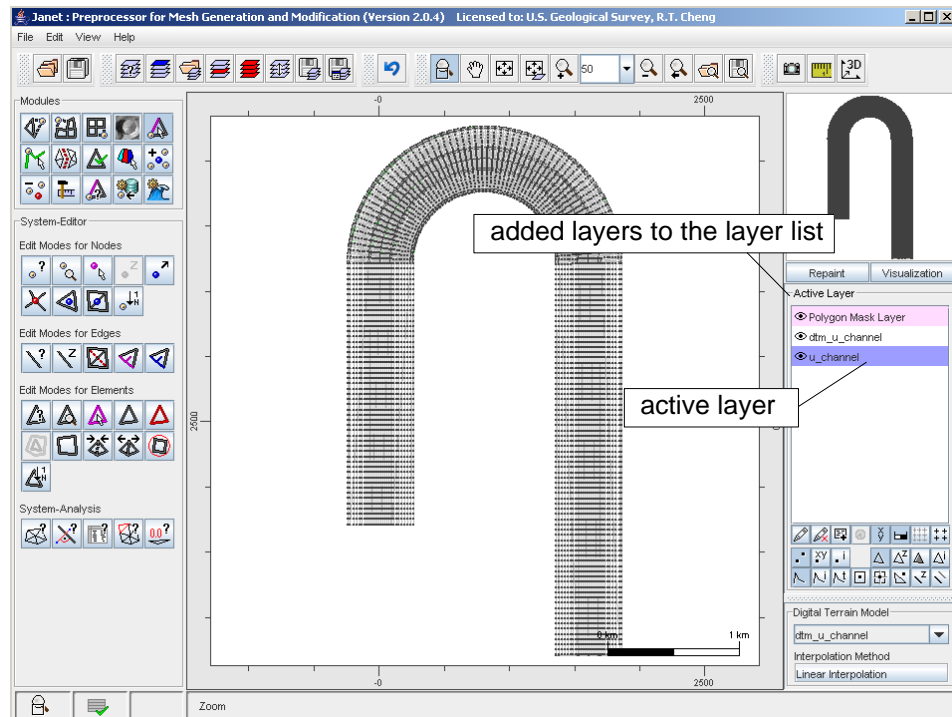 Janet : Preprocessor for Mesh Generation and Modification (Version 2.0.4) Licensed to: U.S. Geological Survey, R.T. Cheng
File Edit View Help
50
3D
Modules
System-Editor
Edit Modes for Nodes
Edit Modes for Edges
Edit Modes for Elements
System-Analysis
-0 2500
2500
0 km 1 km
-0 2500
added layers to the layer list
active layer
Repaint Visualization
Active Layer
Polygon Mask Layer
dtm_u_channel
u_channel
Digital Terrain Model
dtm_u_channel
Interpolation Method
Linear Interpolation
Zoom